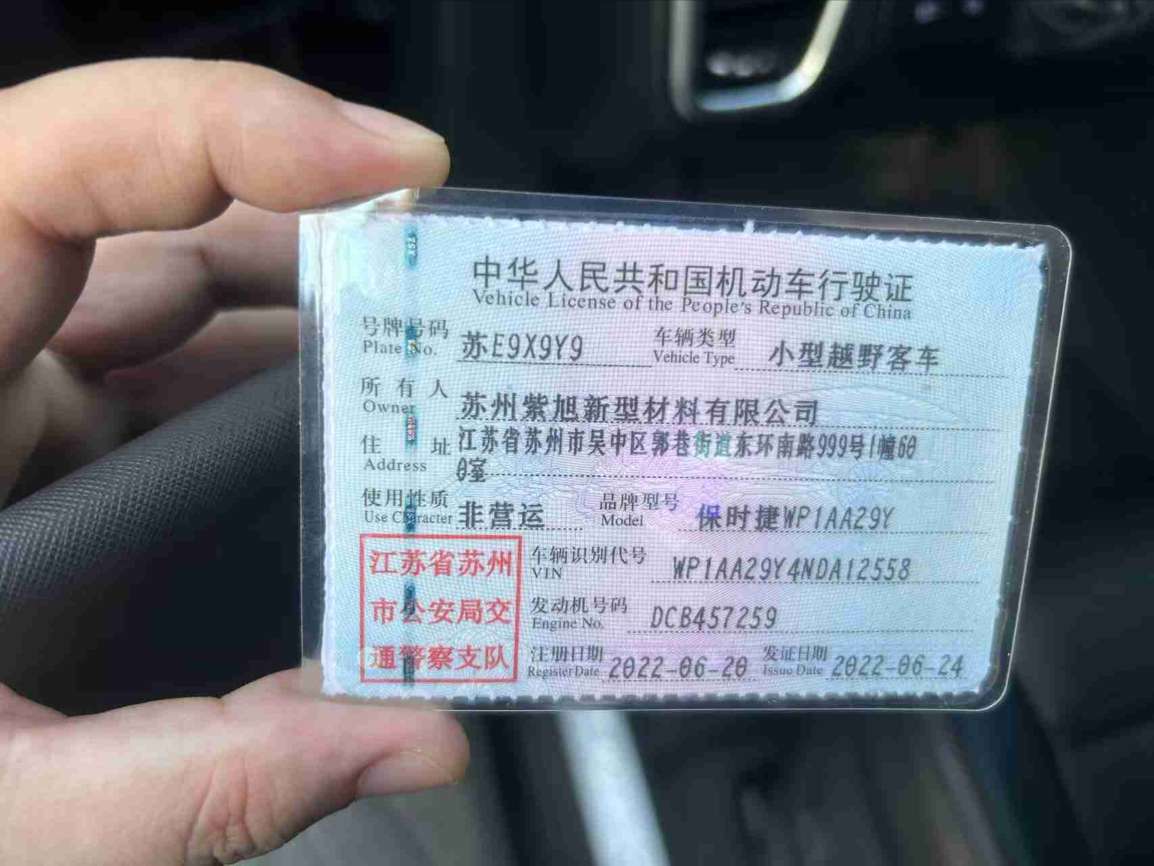 中华人民共和国机动车行驶证
Vehicle License of the People's Republic of China
号牌号码 苏E9X9Y9 车辆类型 小型越野客车
Plate No. Vehicle Type
所有人 苏州紫旭新型材料有限公司
Owner
住址 江苏省苏州市吴中区郭巷街道东环南路999号1幢60
Address 0室
使用性质 非营运 品牌型号 保时捷WP1AA29Y
Use Character Model
江苏省苏州 车辆识别代号 WP1AA29Y4NDA12558
VIN
市公安局交 发动机号码 DCB457259
Engine No.
通警察支队 注册日期 2022-06-20 发证日期 2022-06-24
Register Date Issue Date